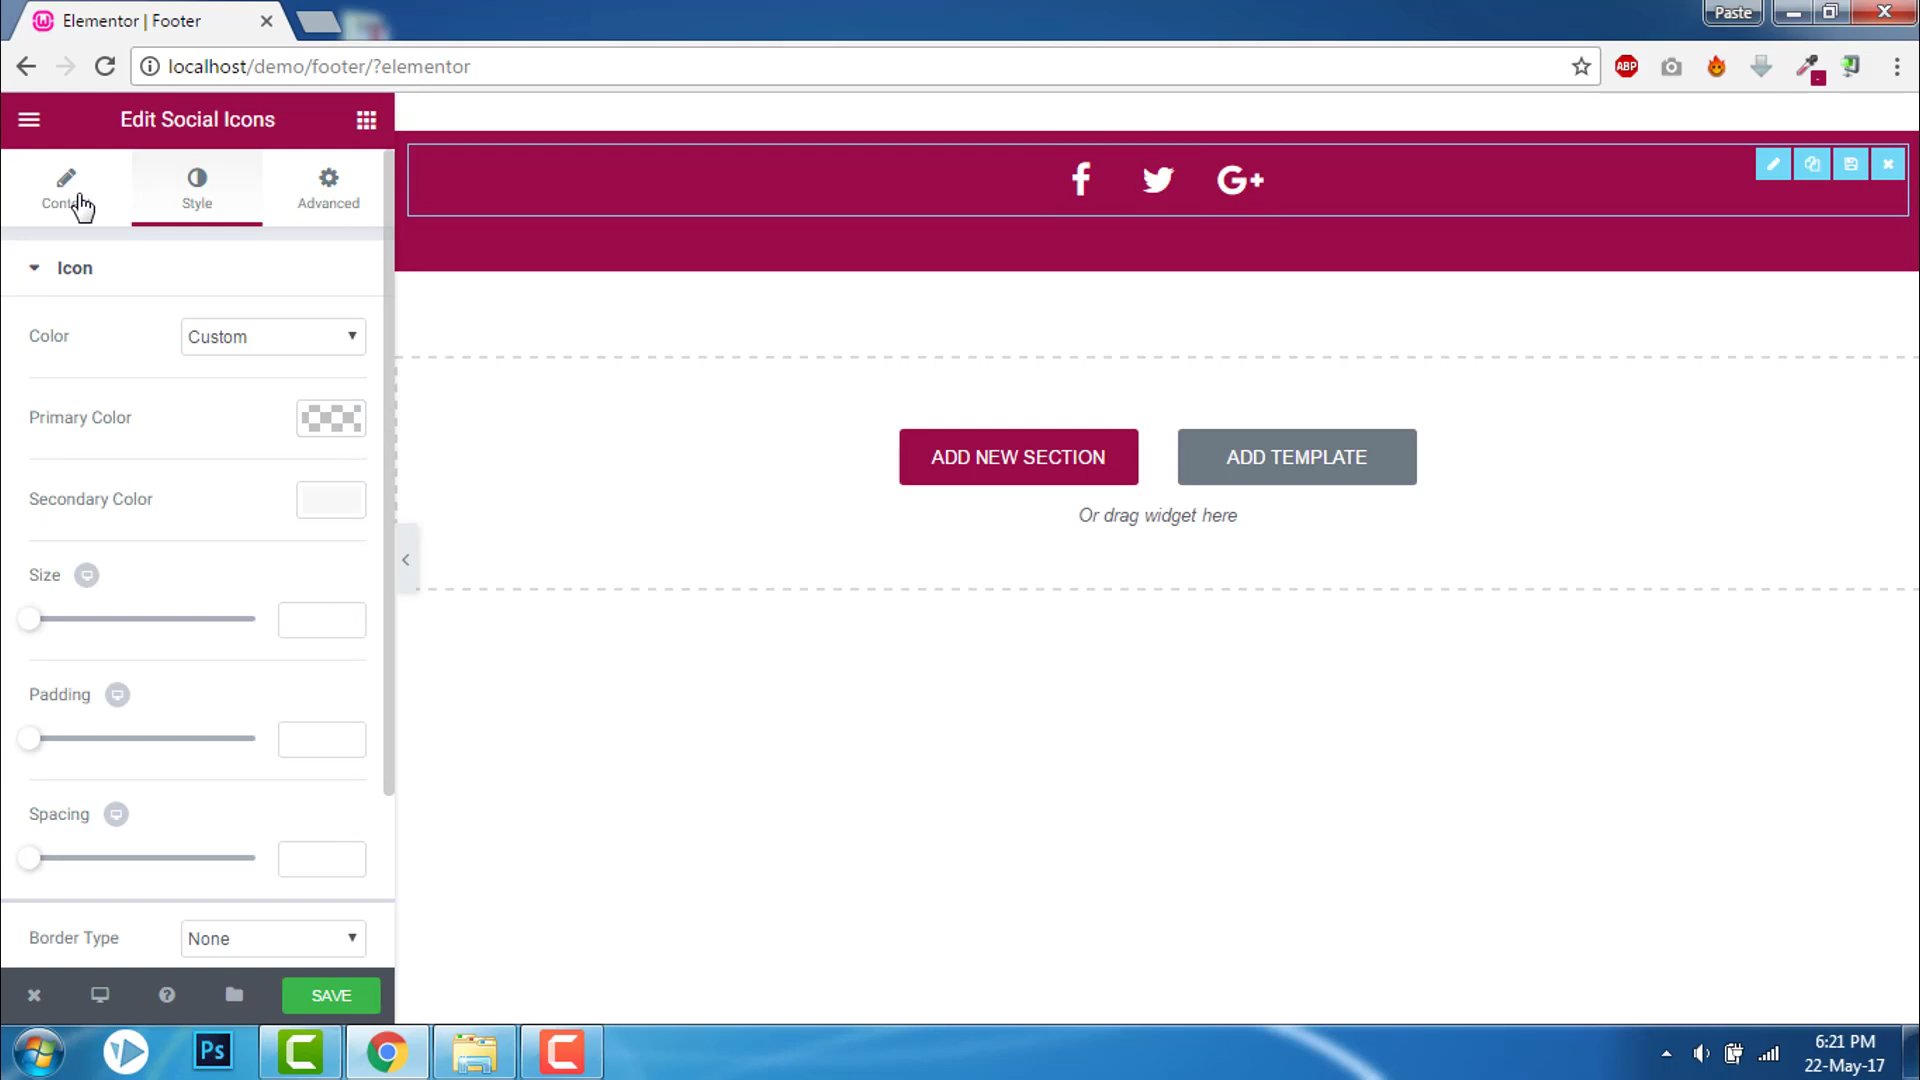 Elementor | Footer
Paste
localhost/demo/footer/?elementor
ABP
Edit Social Icons
Style
Advanced
Icon
Color
Custom
Primary Color
Secondary Color
Size
Padding
Spacing
Border Type
None
SAVE
f
G+
ADD NEW SECTION
ADD TEMPLATE
Or drag widget here
Ps
6:21 PM
22-May-17